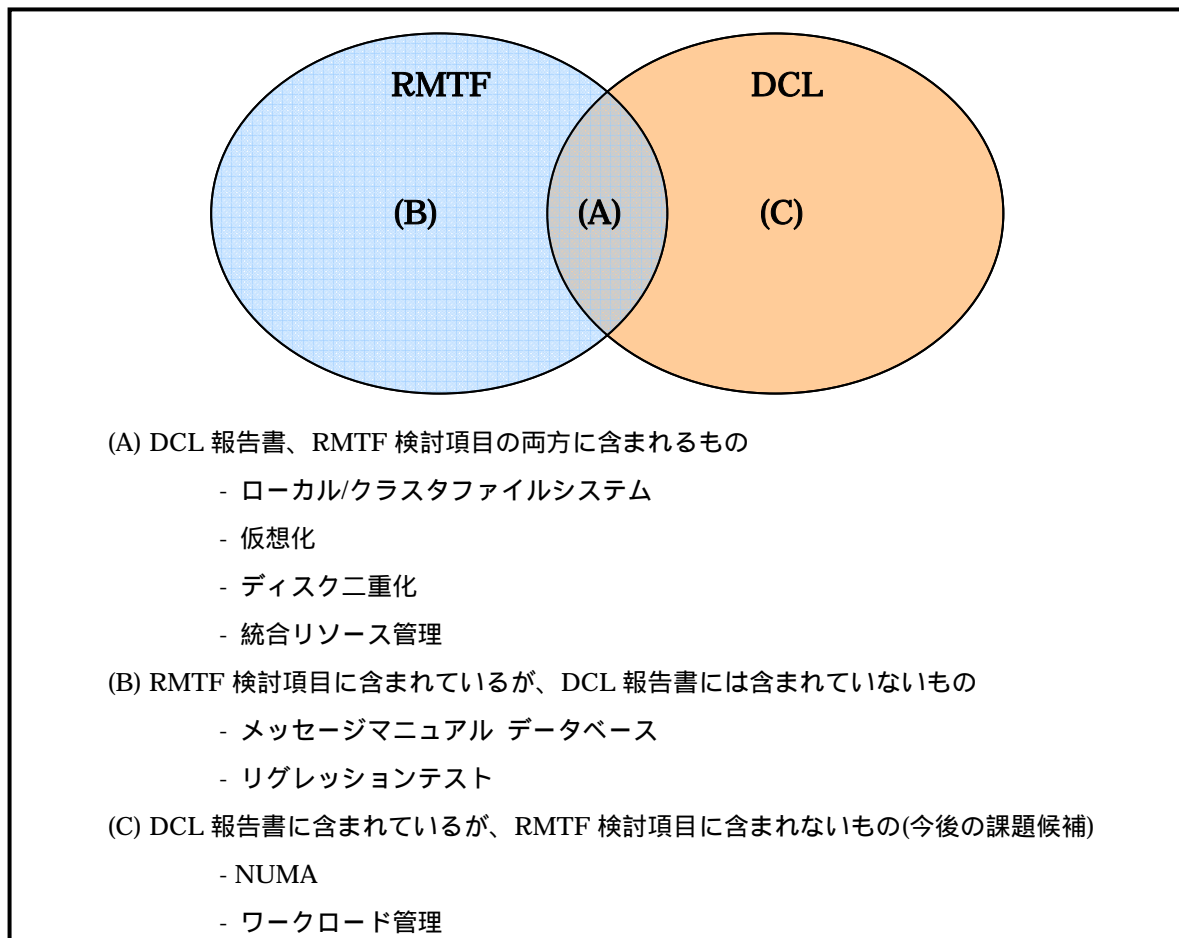 RMTF DCL
(B) (A) (C)
(A) DCL 報告書、RMTF 検討項目の両方に含まれるもの
- ローカル/クラスタファイルシステム
- 仮想化
- ディスク二重化
- 統合リソース管理
(B) RMTF 検討項目に含まれているが、DCL 報告書には含まれていないもの
- メッセージマニュアル データベース
- リグレッションテスト
(C) DCL 報告書に含まれているが、RMTF 検討項目に含まれないもの(今後の課題候補)
- NUMA
- ワークロード管理